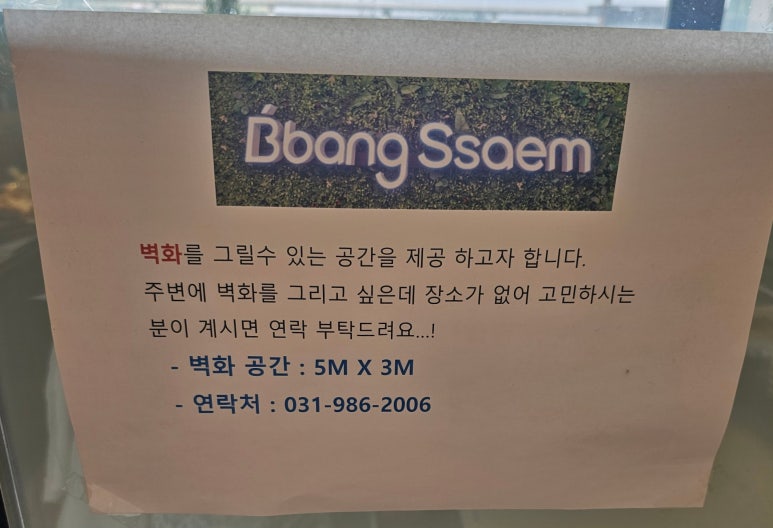 Bbang Ssaem
벽화를 그릴수 있는 공간을 제공 하고자 합니다.
주변에 벽화를 그리고 싶은데 장소가 없어 고민하시는
분이 계시면 연락 부탁드려요...!
- 벽화 공간 : 5M X 3M
- 연락처 : 031-986-2006